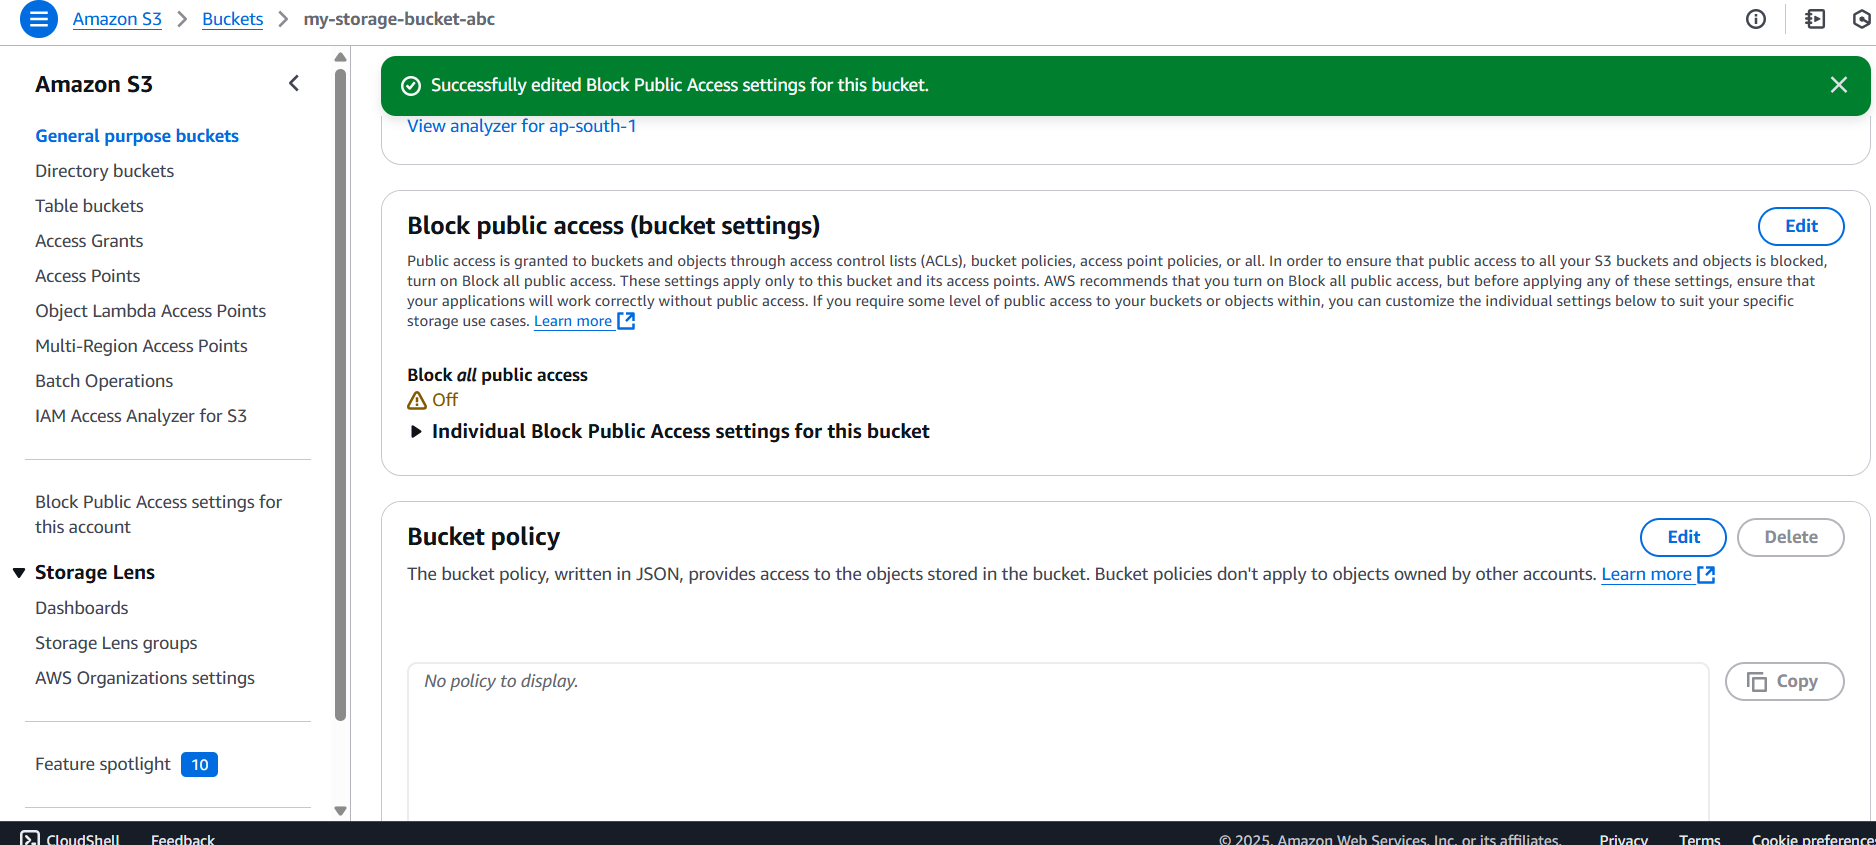 Amazon S3 > Buckets > my-storage-bucket-abc
Amazon S3
General purpose buckets
Directory buckets
Table buckets
Access Grants
Access Points
Object Lambda Access Points
Multi-Region Access Points
Batch Operations
IAM Access Analyzer for S3
Block Public Access settings for
this account
Storage Lens
Dashboards
Storage Lens groups
AWS Organizations settings
Feature spotlight 10
Successfully edited Block Public Access settings for this bucket.
View analyzer for ap-south-1
Block public access (bucket settings)
Edit
Public access is granted to buckets and objects through access control lists (ACLs), bucket policies, access point policies, or all. In order to ensure that public access to all your S3 buckets and objects is blocked,
turn on Block all public access. These settings apply only to this bucket and its access points. AWS recommends that you turn on Block all public access, but before applying any of these settings, ensure that
your applications will work correctly without public access. If you require some level of public access to your buckets or objects within, you can customize the individual settings below to suit your specific
storage use cases. Learn more
Block all public access
Off
Individual Block Public Access settings for this bucket
Bucket policy
Edit Delete
The bucket policy, written in JSON, provides access to the objects stored in the bucket. Bucket policies don't apply to objects owned by other accounts. Learn more
No policy to display.
Copy
CloudShell Feedback © 2025, Amazon Web Services, Inc. or its affiliates. Privacy Terms Cookie preference